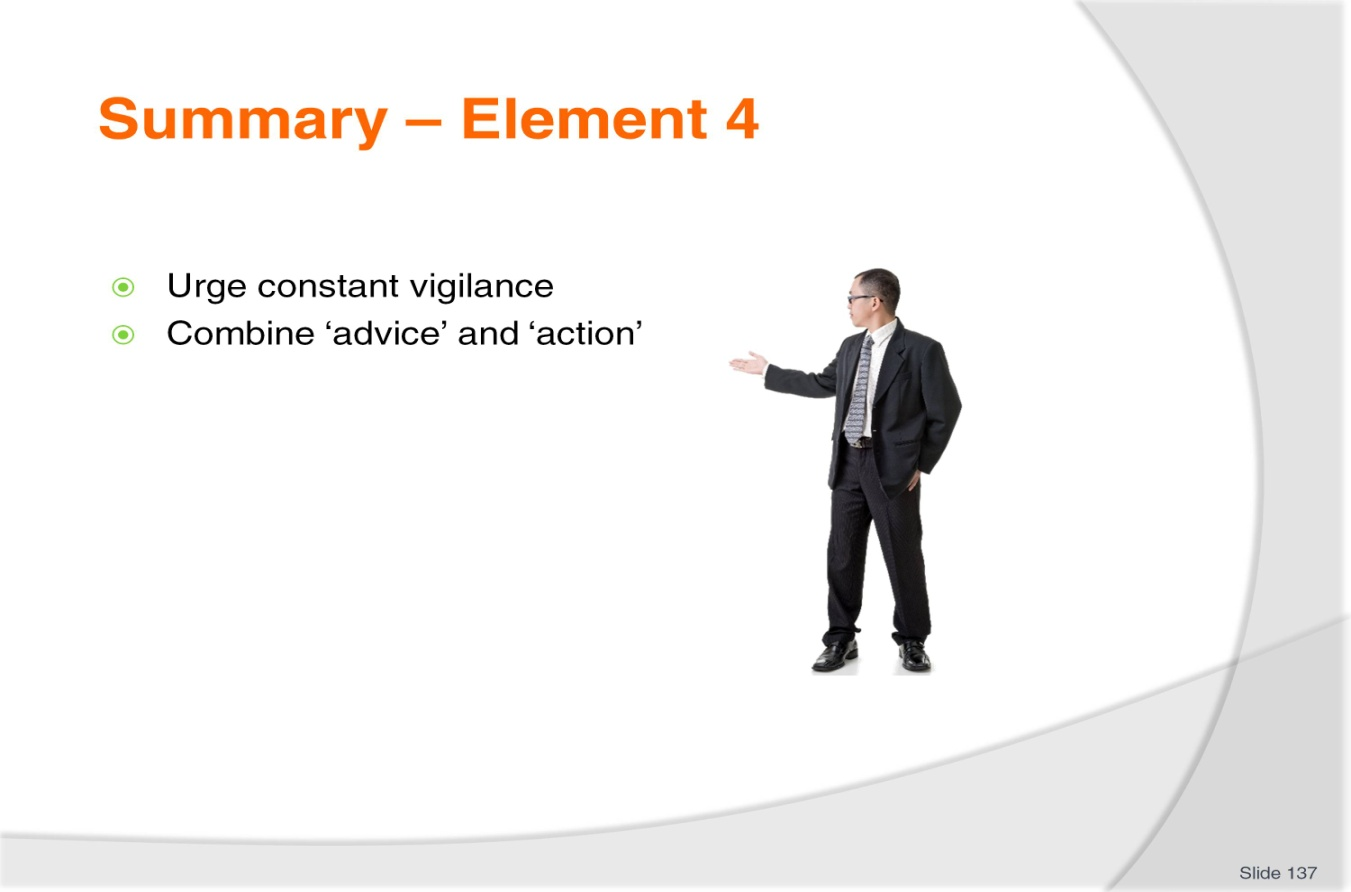 Summary – Element 4
Urge constant vigilance
Combine ‘advice’ and ‘action’
Slide 137